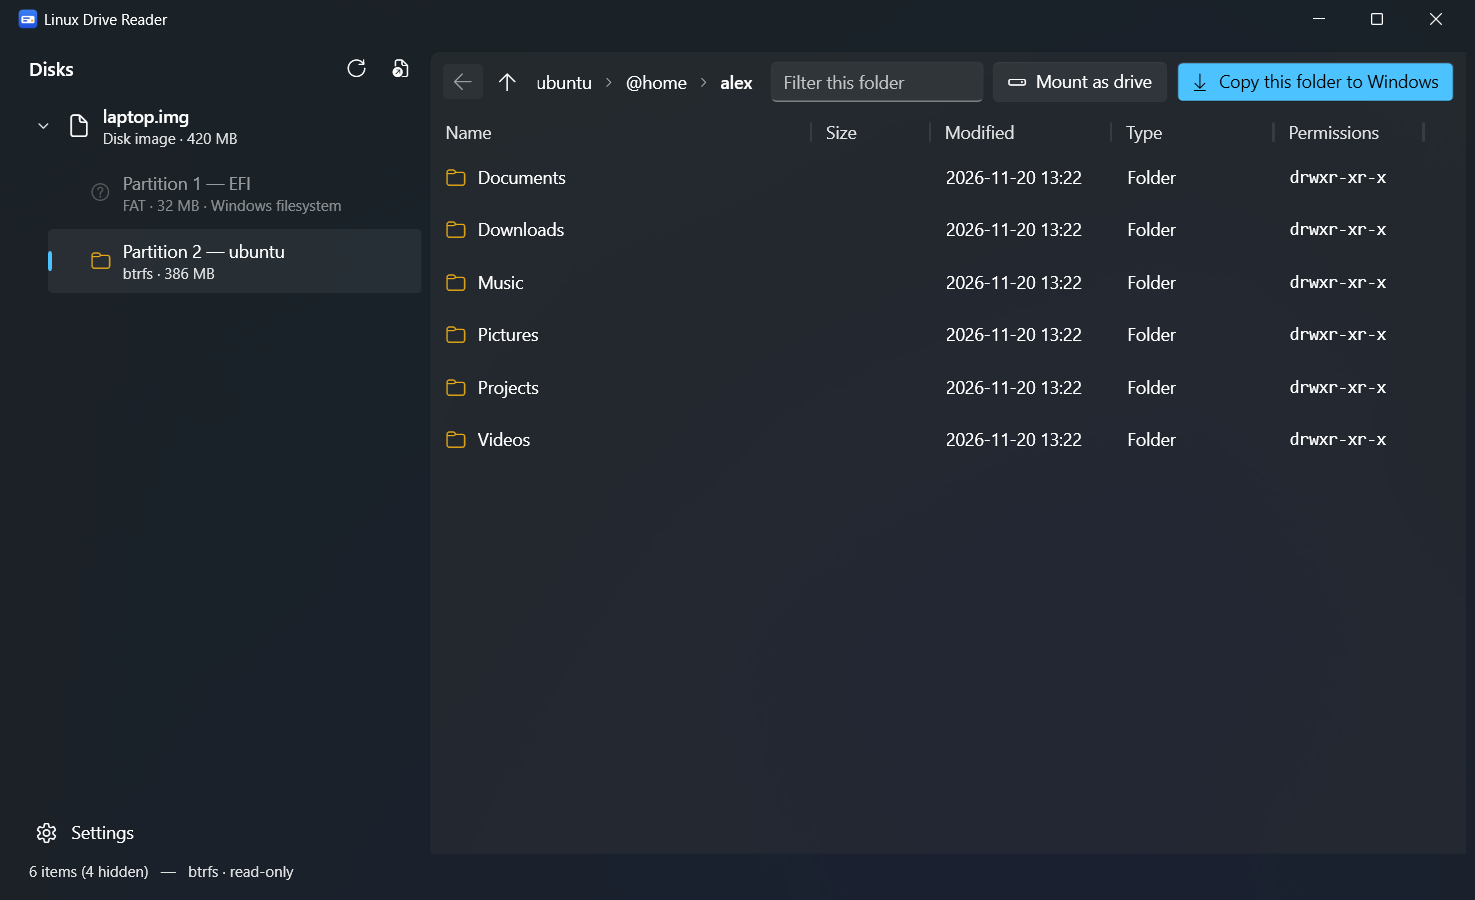 Linux Drive Reader
Disks
laptop.img
Disk image · 420 MB
Partition 1 — EFI
FAT · 32 MB · Windows filesystem
Partition 2 — ubuntu
btrfs · 386 MB
Settings
6 items (4 hidden) — btrfs · read-only
ubuntu > @home > alex Filter this folder Mount as drive Copy this folder to Windows
Name Size Modified Type Permissions
Documents 2026-11-20 13:22 Folder drwxr-xr-x
Downloads 2026-11-20 13:22 Folder drwxr-xr-x
Music 2026-11-20 13:22 Folder drwxr-xr-x
Pictures 2026-11-20 13:22 Folder drwxr-xr-x
Projects 2026-11-20 13:22 Folder drwxr-xr-x
Videos 2026-11-20 13:22 Folder drwxr-xr-x